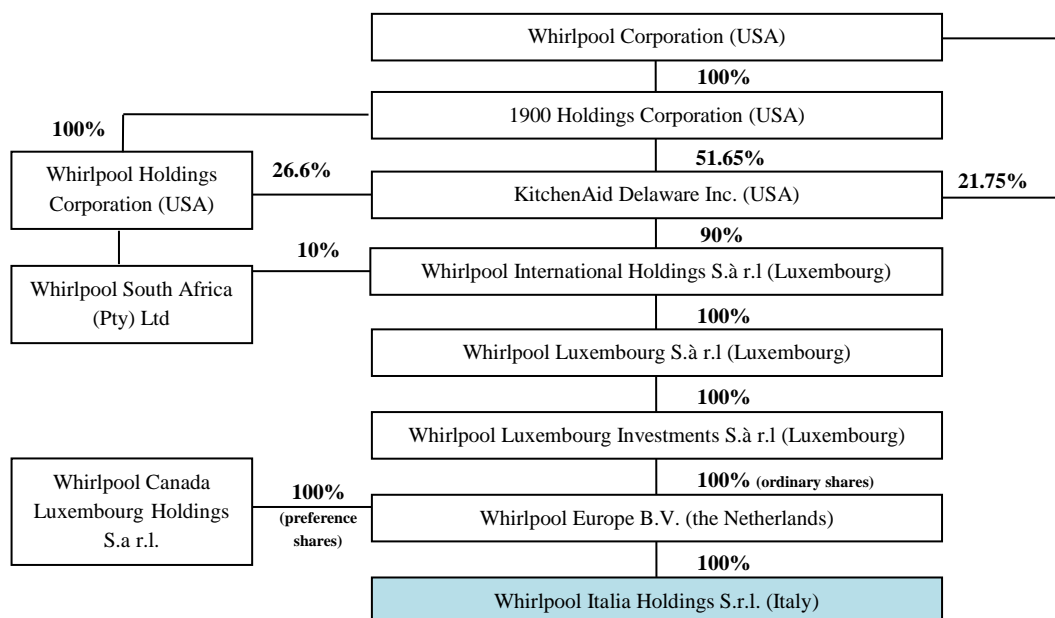 Whirlpool Corporation (USA)
100%
1900 Holdings Corporation (USA)
100%
51.65%
Whirlpool Holdings
Corporation (USA)
26.6%
KitchenAid Delaware Inc. (USA)
21.75%
90%
10%
Whirlpool International Holdings S.à r.l (Luxembourg)
Whirlpool South Africa
(Pty) Ltd
100%
Whirlpool Luxembourg S.à r.l (Luxembourg)
100%
Whirlpool Luxembourg Investments S.à r.l (Luxembourg)
100% (ordinary shares)
Whirlpool Canada
Luxembourg Holdings
S.a r.l.
100%
(preference
shares)
Whirlpool Europe B.V. (the Netherlands)
100%
Whirlpool Italia Holdings S.r.l. (Italy)